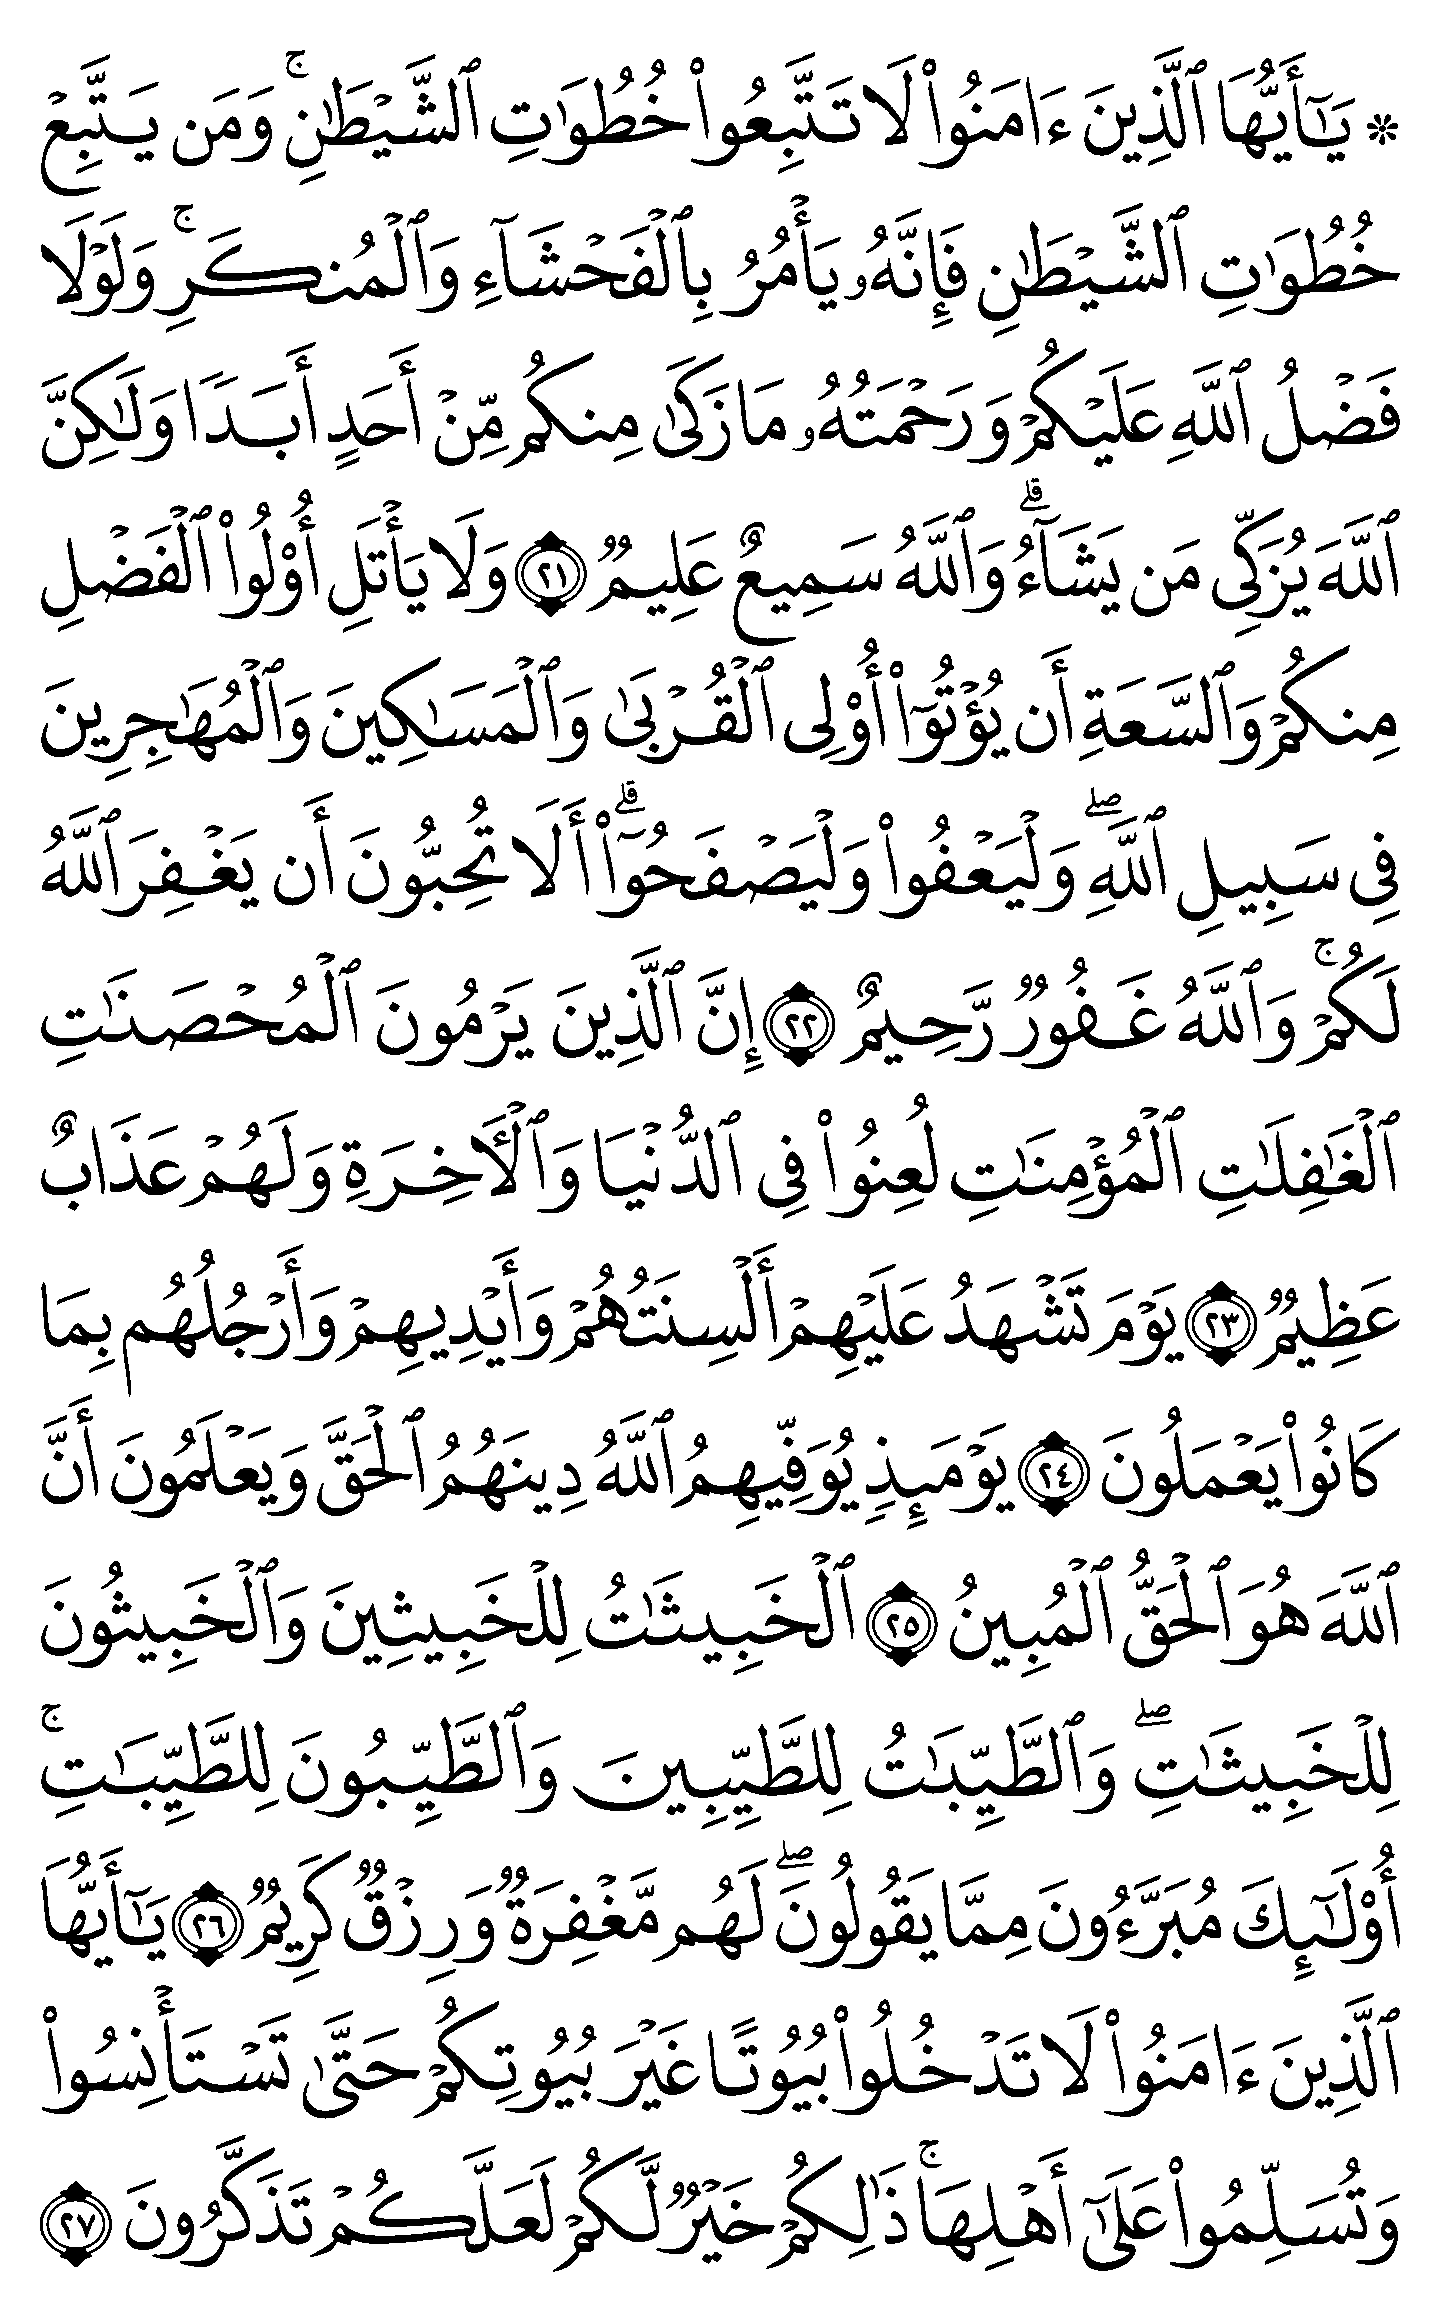 ۞ يَـٰٓأَيُّهَا ٱلَّذِينَ ءَامَنُوا۟ لَا تَتَّبِعُوا۟ خُطُوَٰتِ ٱلشَّيْطَـٰنِ ۚ وَمَن يَتَّبِعْ
خُطُوَٰتِ ٱلشَّيْطَـٰنِ فَإِنَّهُۥ يَأْمُرُ بِٱلْفَحْشَآءِ وَٱلْمُنكَرِ ۚ وَلَوْلَا
فَضْلُ ٱللَّهِ عَلَيْكُمْ وَرَحْمَتُهُۥ مَا زَكَىٰ مِنكُم مِّنْ أَحَدٍ أَبَدًا وَلَـٰكِنَّ
ٱللَّهَ يُزَكِّى مَن يَشَآءُ ۗ وَٱللَّهُ سَمِيعٌ عَلِيمٌ ٢١ وَلَا يَأْتَلِ أُو۟لُوا۟ ٱلْفَضْلِ
مِنكُمْ وَٱلسَّعَةِ أَن يُؤْتُوٓا۟ أُو۟لِى ٱلْقُرْبَىٰ وَٱلْمَسَـٰكِينَ وَٱلْمُهَـٰجِرِينَ
فِى سَبِيلِ ٱللَّهِ ۖ وَلْيَعْفُوا۟ وَلْيَصْفَحُوٓا۟ ۗ أَلَا تُحِبُّونَ أَن يَغْفِرَ ٱللَّهُ
لَكُمْ ۚ وَٱللَّهُ غَفُورٌ رَّحِيمٌ ٢٢ إِنَّ ٱلَّذِينَ يَرْمُونَ ٱلْمُحْصَنَـٰتِ
ٱلْغَـٰفِلَـٰتِ ٱلْمُؤْمِنَـٰتِ لُعِنُوا۟ فِى ٱلدُّنْيَا وَٱلْـَٔاخِرَةِ وَلَهُمْ عَذَابٌ
عَظِيمٌ ٢٣ يَوْمَ تَشْهَدُ عَلَيْهِمْ أَلْسِنَتُهُمْ وَأَيْدِيهِمْ وَأَرْجُلُهُم بِمَا
كَانُوا۟ يَعْمَلُونَ ٢٤ يَوْمَئِذٍ يُوَفِّيهِمُ ٱللَّهُ دِينَهُمُ ٱلْحَقَّ وَيَعْلَمُونَ أَنَّ
ٱللَّهَ هُوَ ٱلْحَقُّ ٱلْمُبِينُ ٢٥ ٱلْخَبِيثَـٰتُ لِلْخَبِيثِينَ وَٱلْخَبِيثُونَ
لِلْخَبِيثَـٰتِ ۖ وَٱلطَّيِّبَـٰتُ لِلطَّيِّبِينَ وَٱلطَّيِّبُونَ لِلطَّيِّبَـٰتِ ۚ
أُو۟لَـٰٓئِكَ مُبَرَّءُونَ مِمَّا يَقُولُونَ ۖ لَهُم مَّغْفِرَةٌ وَرِزْقٌ كَرِيمٌ ٢٦ يَـٰٓأَيُّهَا
ٱلَّذِينَ ءَامَنُوا۟ لَا تَدْخُلُوا۟ بُيُوتًا غَيْرَ بُيُوتِكُمْ حَتَّىٰ تَسْتَأْنِسُوا۟
وَتُسَلِّمُوا۟ عَلَىٰٓ أَهْلِهَا ۚ ذَٰلِكُمْ خَيْرٌ لَّكُمْ لَعَلَّكُمْ تَذَكَّرُونَ ٢٧